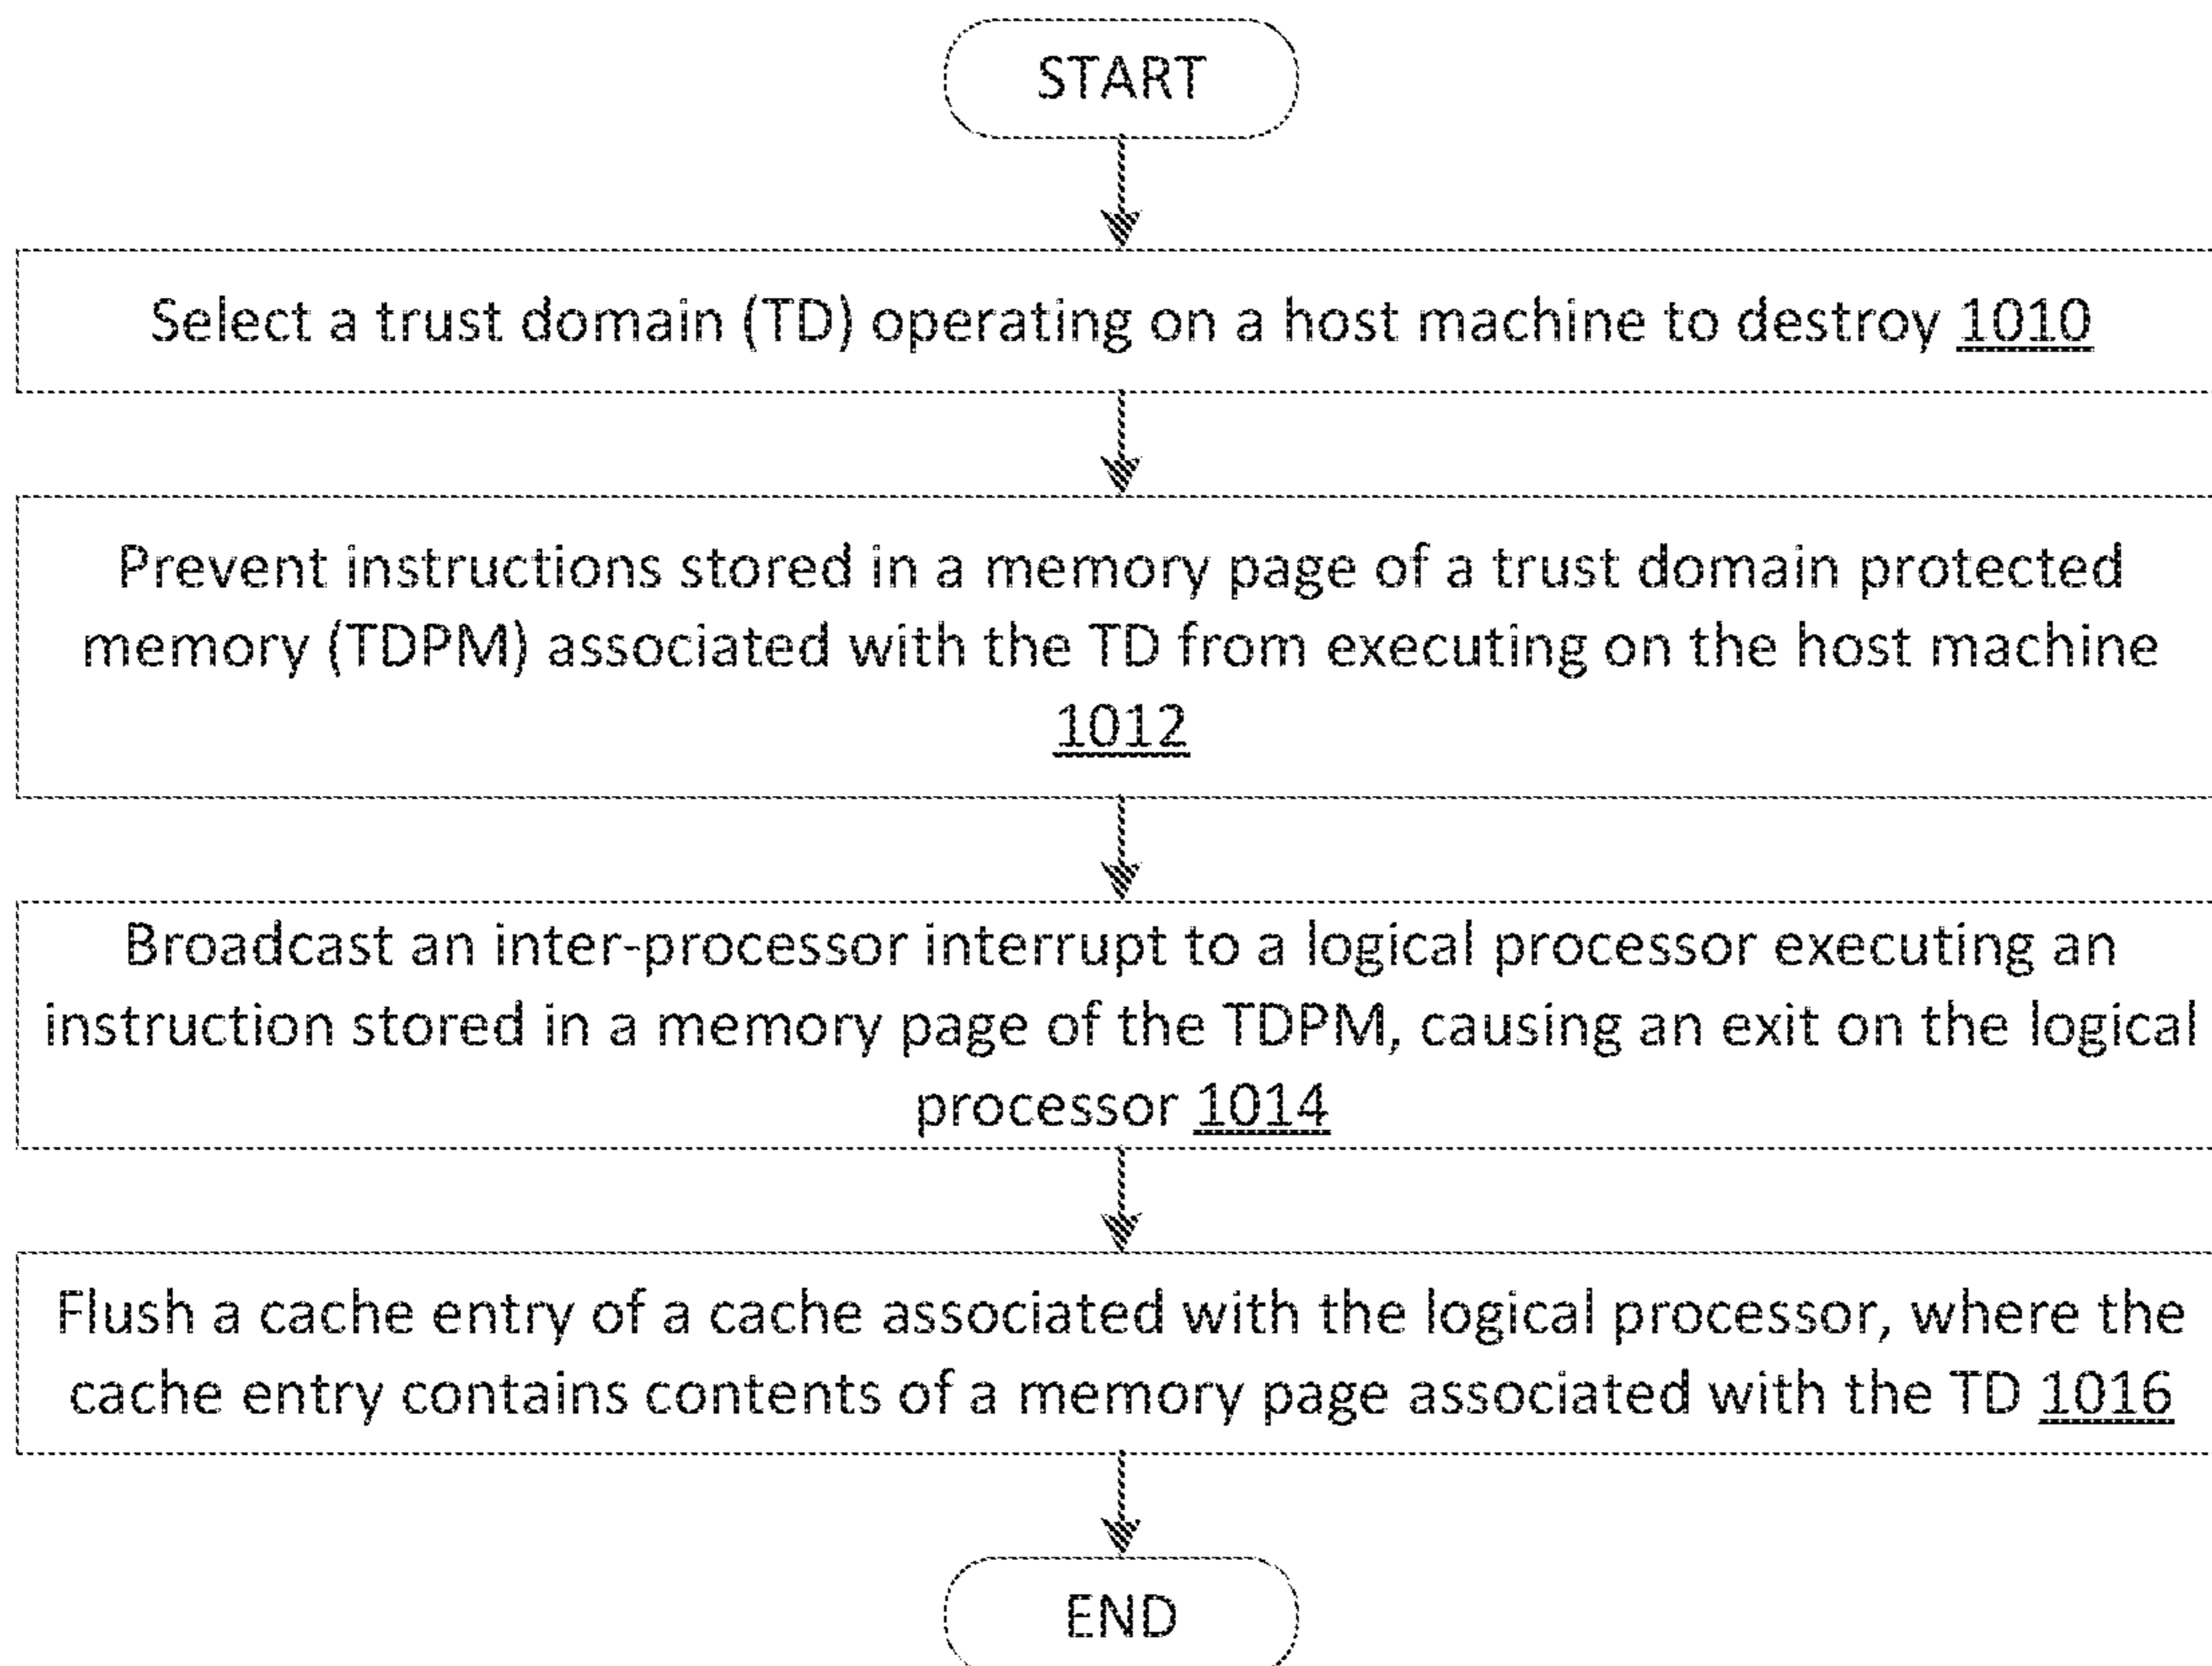 START
Select a trust domain (TD) operating on a host machine to destroy 1010
Prevent instructions stored in a memory page of a trust domain protected
memory (TDPM) associated with the TD from executing on the host machine
1012
Broadcast an inter-processor interrupt to a logical processor executing an
instruction stored in a memory page of the TDPM, causing an exit on the logical
processor 1014
Flush a cache entry of a cache associated with the logical processor, where the
cache entry contains contents of a memory page associated with the TD 1016
END